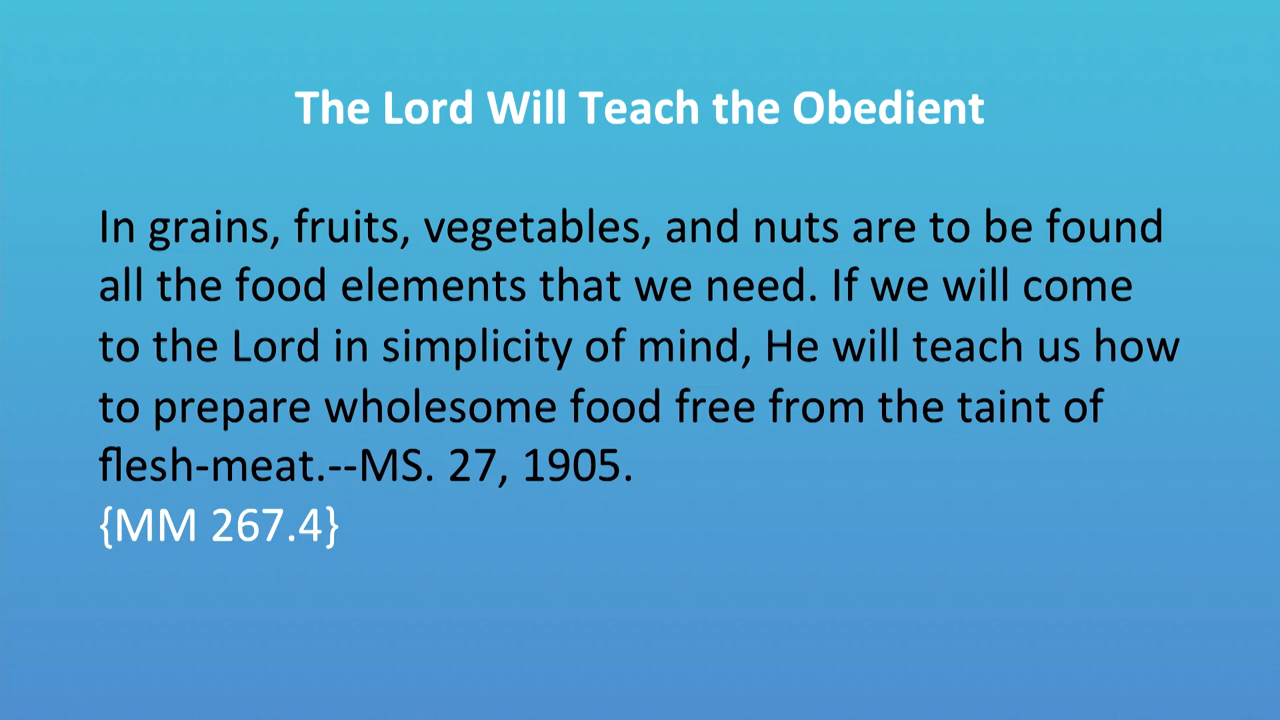 The Lord Will Teach the Obedient
In grains, fruits, vegetables, and nuts are to be found
all the food elements that we need. If we will come
to the Lord in simplicity of mind, He will teach us how
to prepare wholesome food free from the taint of
flesh-meat.--MS. 27, 1905.
{MM 267.4}